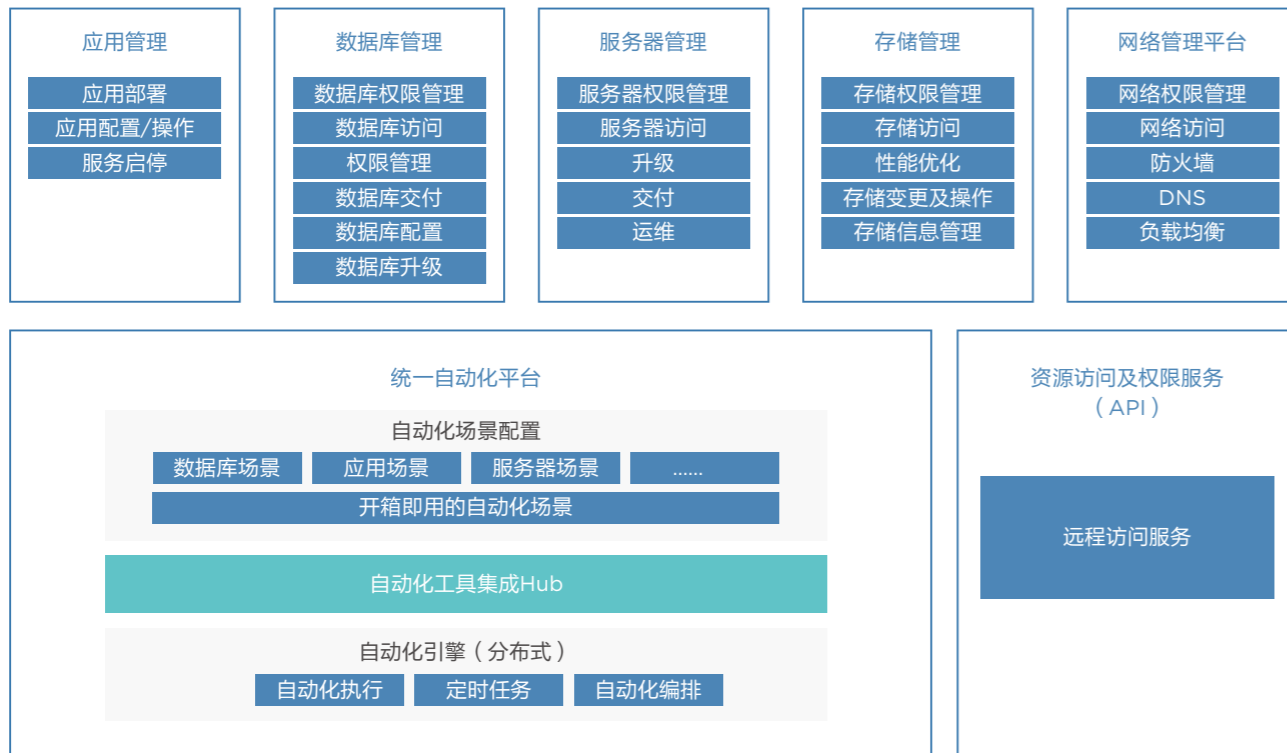 应用管理
应用部署
应用配置/操作
服务启停
数据库管理
数据库权限管理
数据库访问
权限管理
数据库交付
数据库配置
数据库升级
服务器管理
服务器权限管理
服务器访问
升级
交付
运维
存储管理
存储权限管理
存储访问
性能优化
存储变更及操作
存储信息管理
网络管理平台
网络权限管理
网络访问
防火墙
DNS
负载均衡
统一自动化平台
自动化场景配置
数据库场景
应用场景
服务器场景
......
开箱即用的自动化场景
自动化工具集成Hub
自动化引擎（分布式）
自动化执行
定时任务
自动化编排
资源访问及权限服务
（API）
远程访问服务